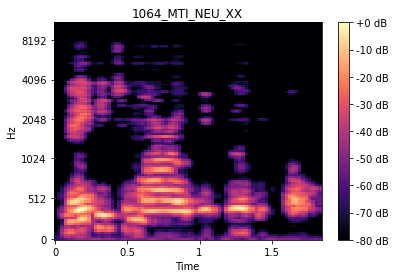 1064_MTI_NEU_XX
+0 dB
8192
-10 dB
4096
-20 dB
-30 dB
2048
Hz
-40 dB
1024
-50 dB
512
-60 dB
-70 dB
0
-80 dB
0
0.5
1
1.5
Time